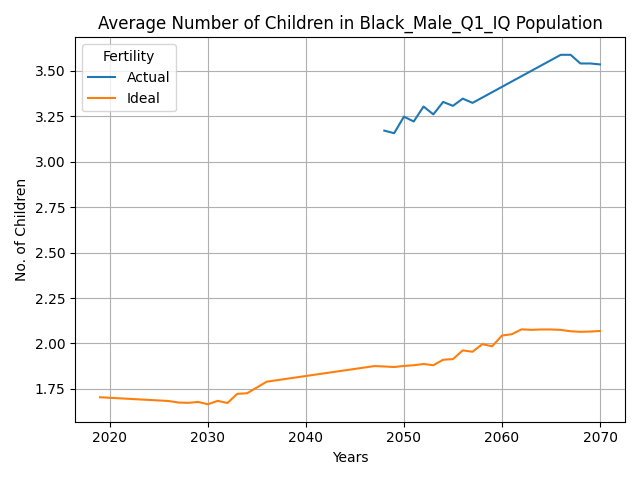 Average Number of Children in Black_Male_Q1_IQ Population
Fertility
Actual
Ideal
3.50
3.25
3.00
2.75
2.50
2.25
2.00
1.75
No. of Children
2020 2030 2040 2050 2060 2070
Years